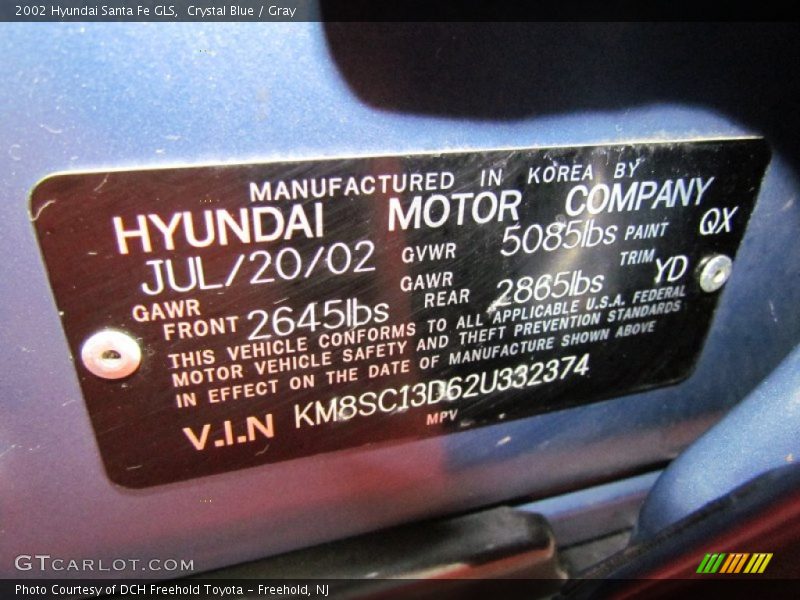 2002 Hyundai Santa Fe GLS,  Crystal Blue / Gray
MANUFACTURED IN KOREA BY
HYUNDAI MOTOR COMPANY
JUL/20/02 GVWR 5085lbs PAINT QX
GAWR FRONT 2645lbs GAWR REAR 2865lbs TRIM YD
THIS VEHICLE CONFORMS TO ALL APPLICABLE U.S.A. FEDERAL
MOTOR VEHICLE SAFETY AND THEFT PREVENTION STANDARDS
IN EFFECT ON THE DATE OF MANUFACTURE SHOWN ABOVE
V.I.N KM8SC13D62U332374
MPV
GTCARLOT.COM
Photo Courtesy of DCH Freehold Toyota - Freehold, NJ